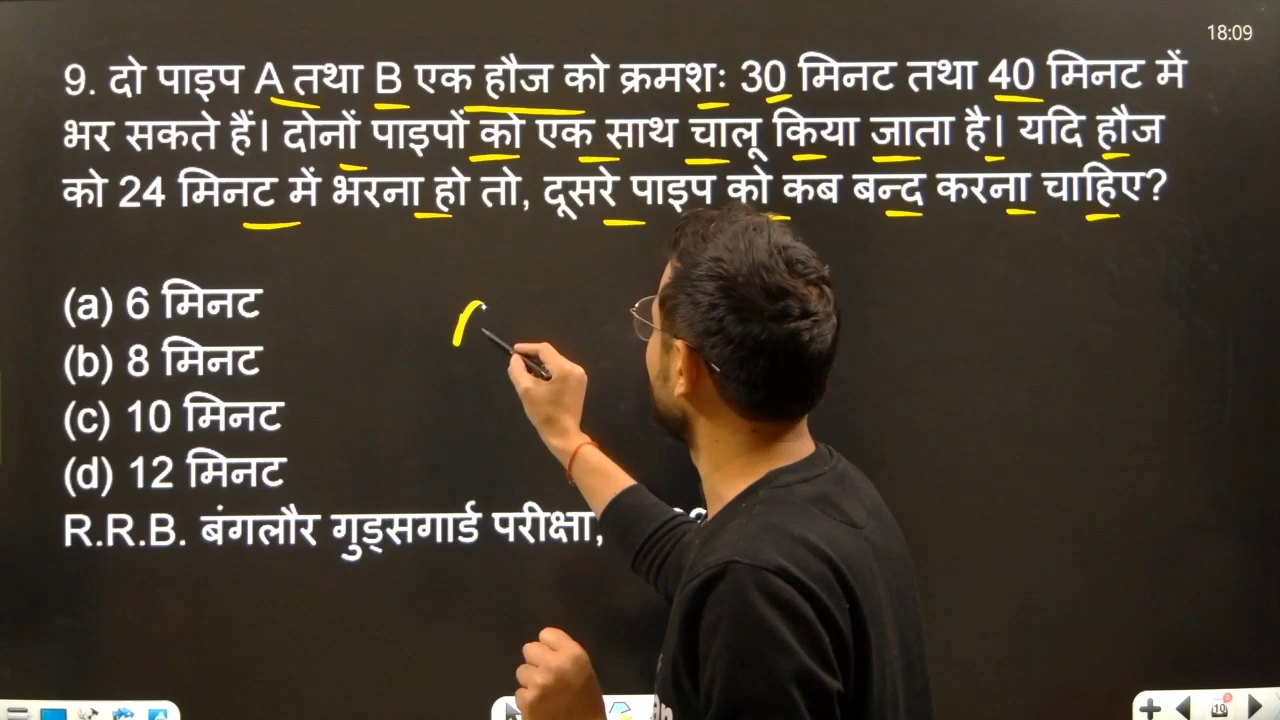 18:09
9. दो पाइप A तथा B एक हौज को क्रमशः 30 मिनट तथा 40 मिनट में
भर सकते हैं। दोनों पाइपों को एक साथ चालू किया जाता है। यदि हौज
को 24 मिनट में भरना हो तो, दूसरे पाइप को कब बन्द करना चाहिए?
(a) 6 मिनट
(b) 8 मिनट
(c) 10 मिनट
(d) 12 मिनट
R.R.B. बंगलौर गुड्सगार्ड परीक्षा,
10